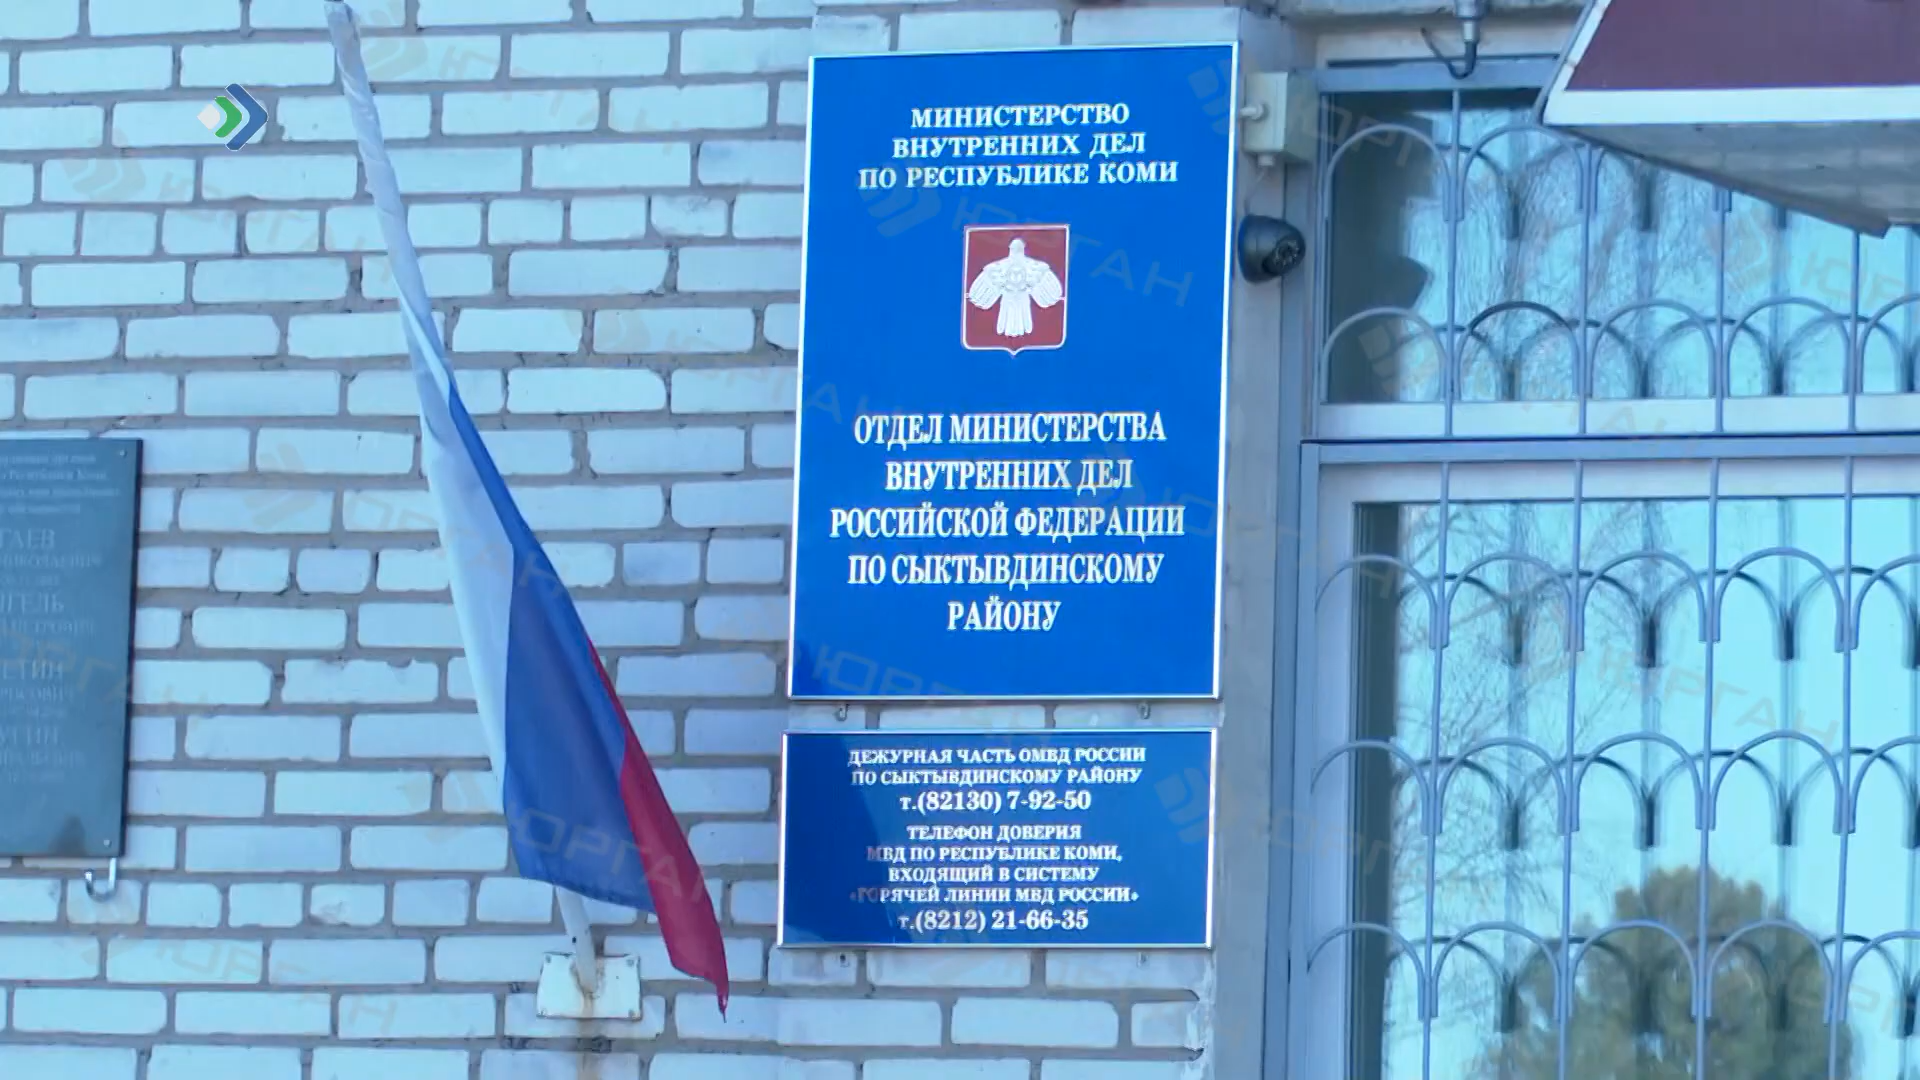 МИНИСТЕРСТВО
ВНУТРЕННИХ ДЕЛ
ПО РЕСПУБЛИКЕ КОМИ
ОТДЕЛ МИНИСТЕРСТВА
ВНУТРЕННИХ ДЕЛ
РОССИЙСКОЙ ФЕДЕРАЦИИ
ПО СЫКТЫВДИНСКОМУ
РАЙОНУ
ДЕЖУРНАЯ ЧАСТЬ ОМВД РОССИИ
ПО СЫКТЫВДИНСКОМУ РАЙОНУ
т.(82130) 7-92-50
ТЕЛЕФОН ДОВЕРИЯ
МВД ПО РЕСПУБЛИКЕ КОМИ,
ВХОДЯЩИЙ В СИСТЕМУ
«ГОРЯЧЕЙ ЛИНИИ МВД РОССИИ»
т.(8212) 21-66-35
ЮРГАН